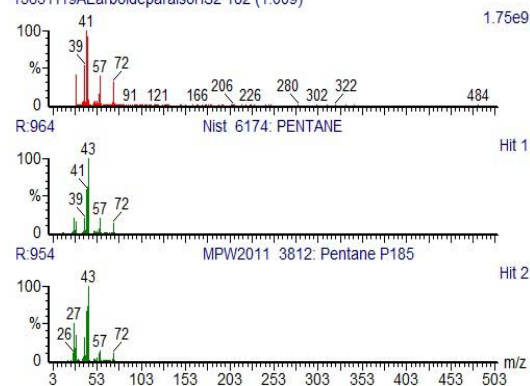 1.75e9
100
41
39
57
72
%
91 121 166 206 226 280 302 322 484
0
R:964 Nist 6174: PENTANE
Hit 1
100
43
41
39
57
72
%
0
R:954 MPW2011 3812: Pentane P185
Hit 2
100
43
27
26
57
72
%
0
m/z
3 53 103 153 203 253 303 353 403 453 503